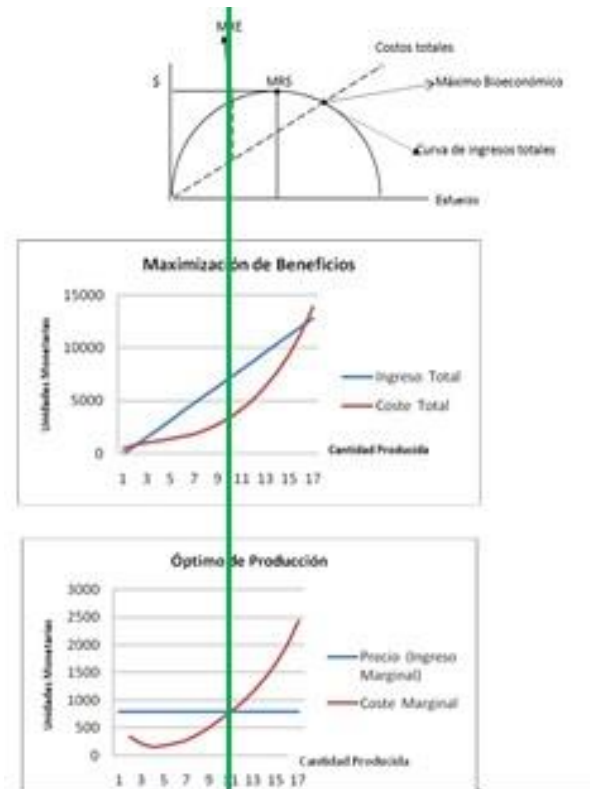 MRE
Costos totales
$
MRS
Máximo Bioeconómico
Curva de ingresos totales
Esfuerzo
Maximización de Beneficios
Unidades Monetarias
15000
10000
5000
0
Ingreso Total
Coste Total
Cantidad Producida
1 3 5 7 9 11 13 15 17
Óptimo de Producción
Unidades Monetarias
3000
2500
2000
1500
1000
500
0
Precio (Ingreso
Marginal)
Coste Marginal
Cantidad Producida
1 3 5 7 9 11 13 15 17